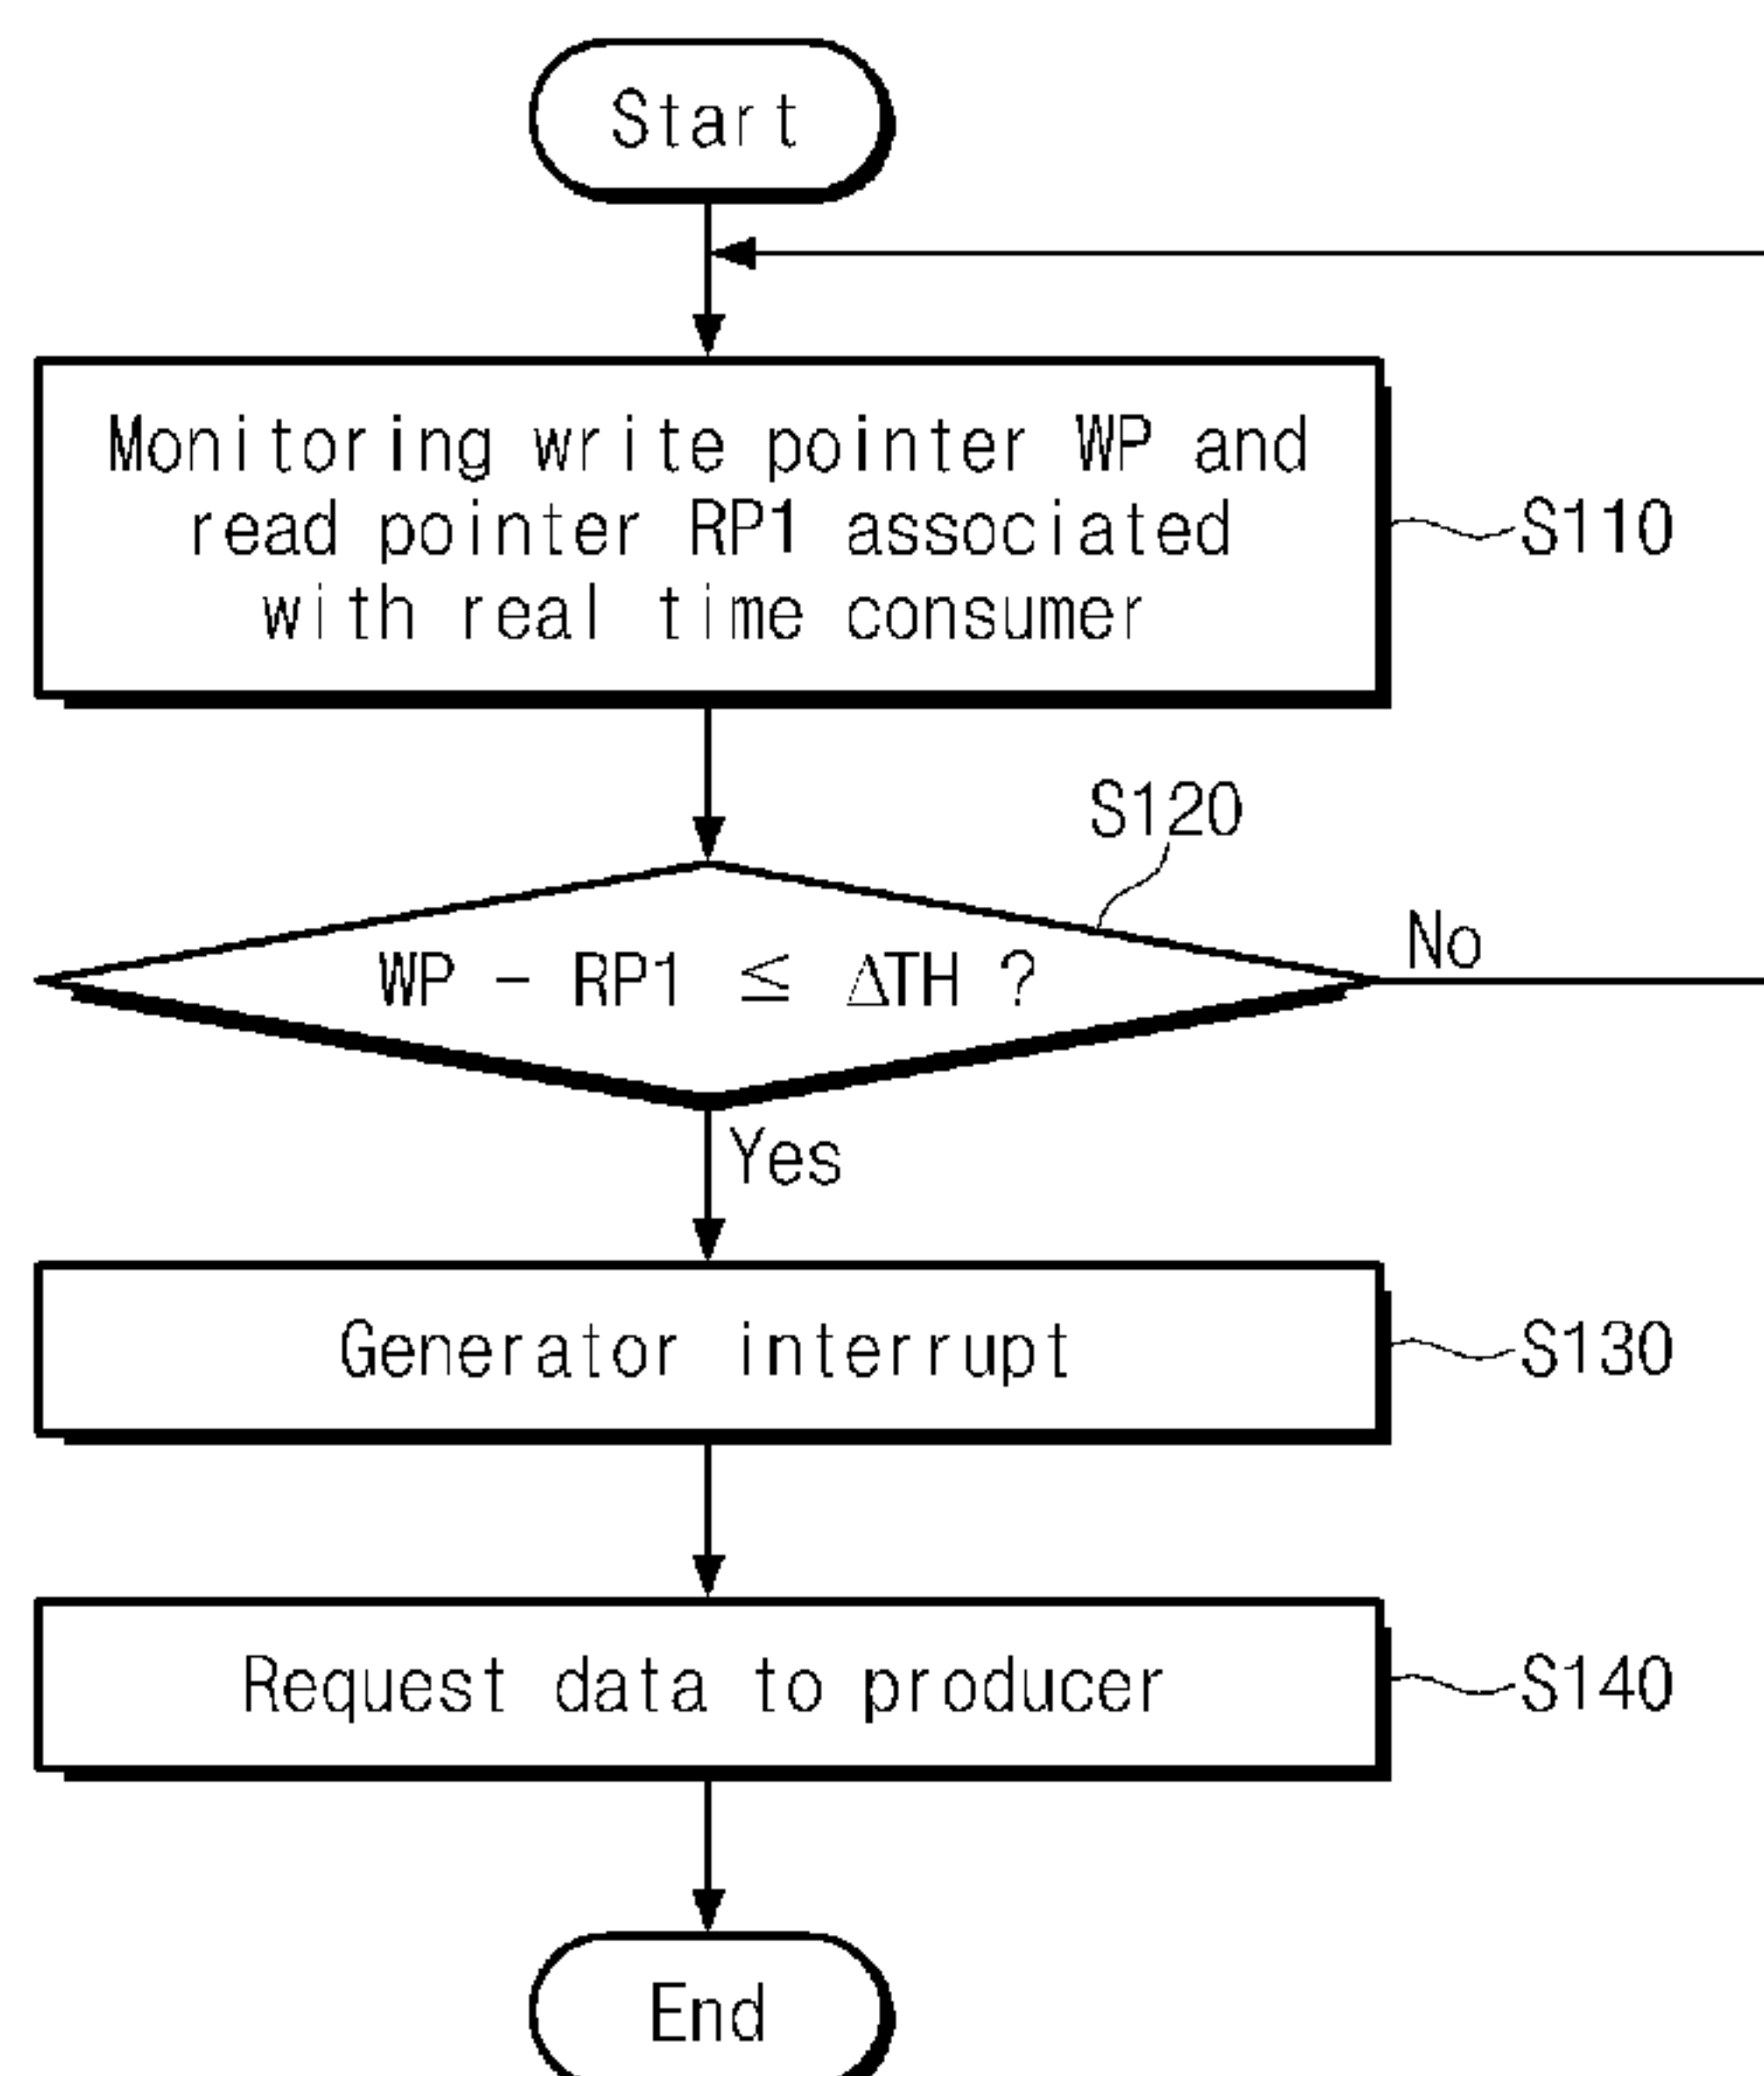 Start
Monitoring write pointer WP and
read pointer RP1 associated
with real time consumer
S110
S120
WP - RP1 ≤ ΔTH ?
No
Yes
Generator interrupt
S130
Request data to producer
S140
End